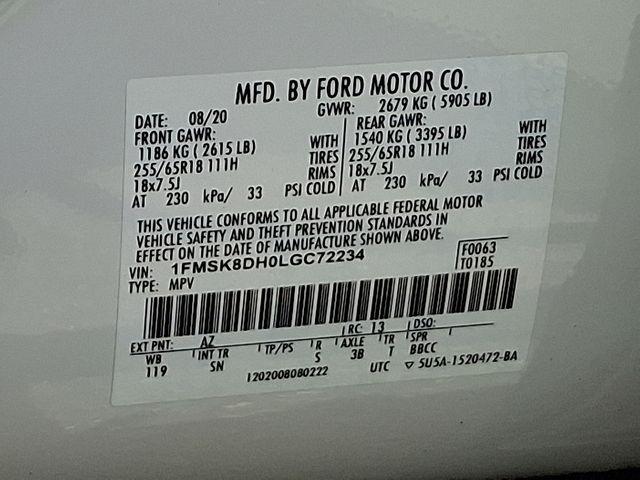 MFD. BY FORD MOTOR CO.
DATE: 08/20 GVWR: 2679 KG ( 5905 LB)
FRONT GAWR: REAR GAWR:
1186 KG ( 2615 LB) WITH 1540 KG ( 3395 LB) WITH
255/65R18 111H TIRES 255/65R18 111H TIRES
18x7.5J RIMS 18x7.5J RIMS
AT 230 kPa/ 33 PSI COLD AT 230 kPa/ 33 PSI COLD
THIS VEHICLE CONFORMS TO ALL APPLICABLE FEDERAL MOTOR
VEHICLE SAFETY AND THEFT PREVENTION STANDARDS IN
EFFECT ON THE DATE OF MANUFACTURE SHOWN ABOVE.
VIN: 1FMSK8DH0LGC72234 F0063
TYPE: MPV T0185
EXT PNT: AZ RC: 13 DSO:
WB INT TR TP/PS R AXLE TR SPR
119 SN S 3B T BBCC
1202008080222 UTC ▽ 5U5A-1520472-BA